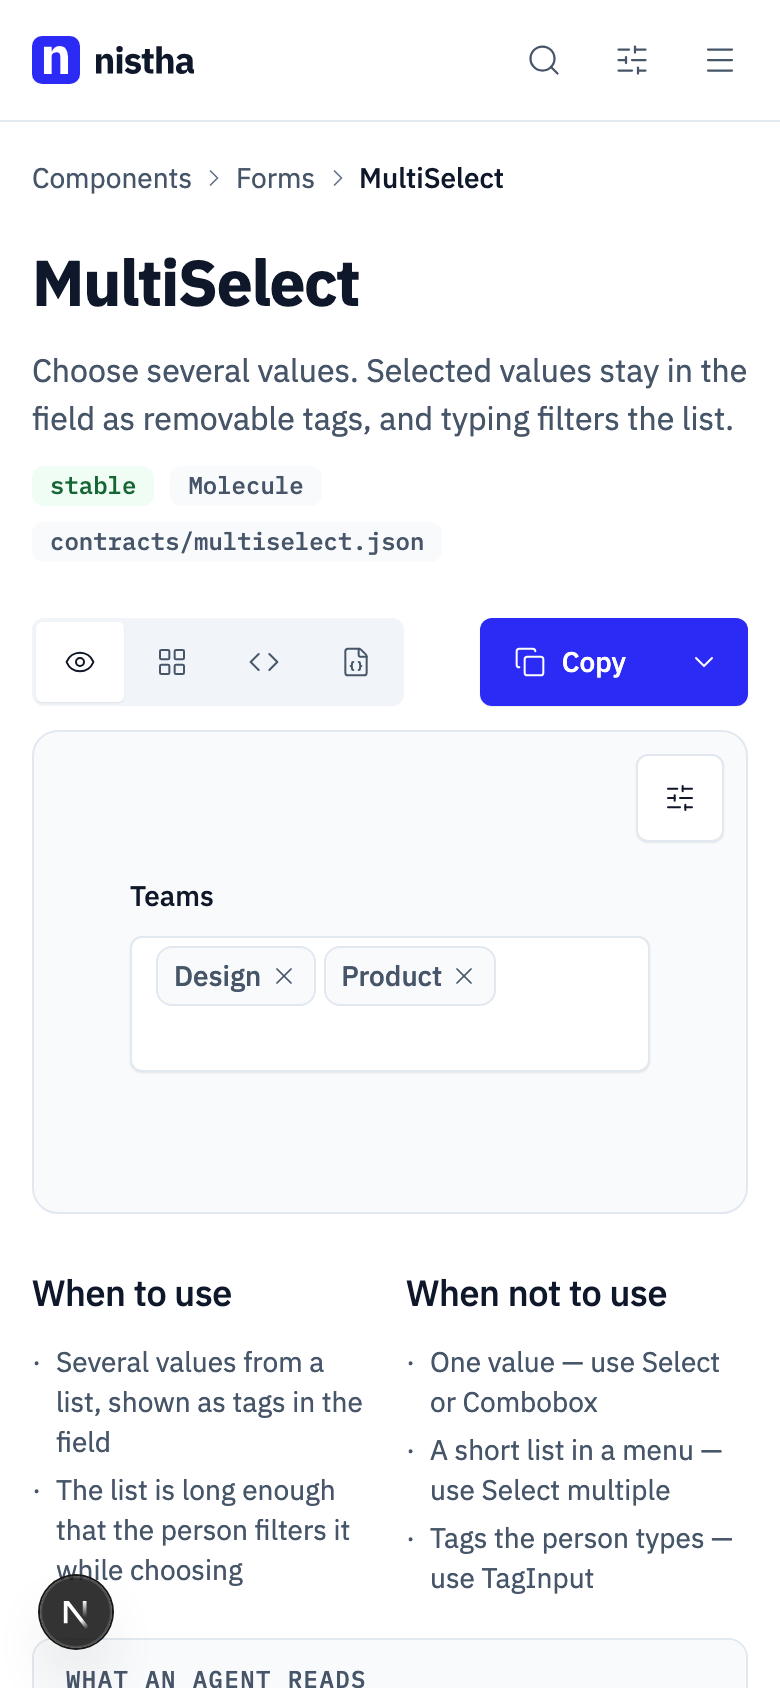 n nistha
Components > Forms > MultiSelect
MultiSelect
Choose several values. Selected values stay in the
field as removable tags, and typing filters the list.
stable Molecule
contracts/multiselect.json
Copy
Teams
Design × Product ×
When to use
· Several values from a
list, shown as tags in the
field
· The list is long enough
that the person filters it
while choosing
When not to use
· One value — use Select
or Combobox
· A short list in a menu —
use Select multiple
· Tags the person types —
use TagInput
N
WHAT AN AGENT READS